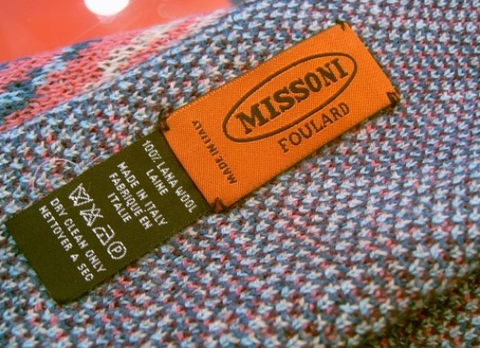 MISSONI
FOULARD
MADE IN ITALY
100% LANA WOOL
LAINE
MADE IN ITALY
FABRIQUE EN
ITALIE
DRY CLEAN ONLY
NETTOYER A SEC